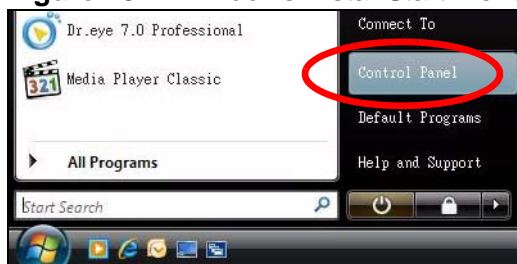 Dr.eye 7.0 Professional
321
Media Player Classic
All Programs
Start Search
Connect To
Control Panel
Default Programs
Help and Support